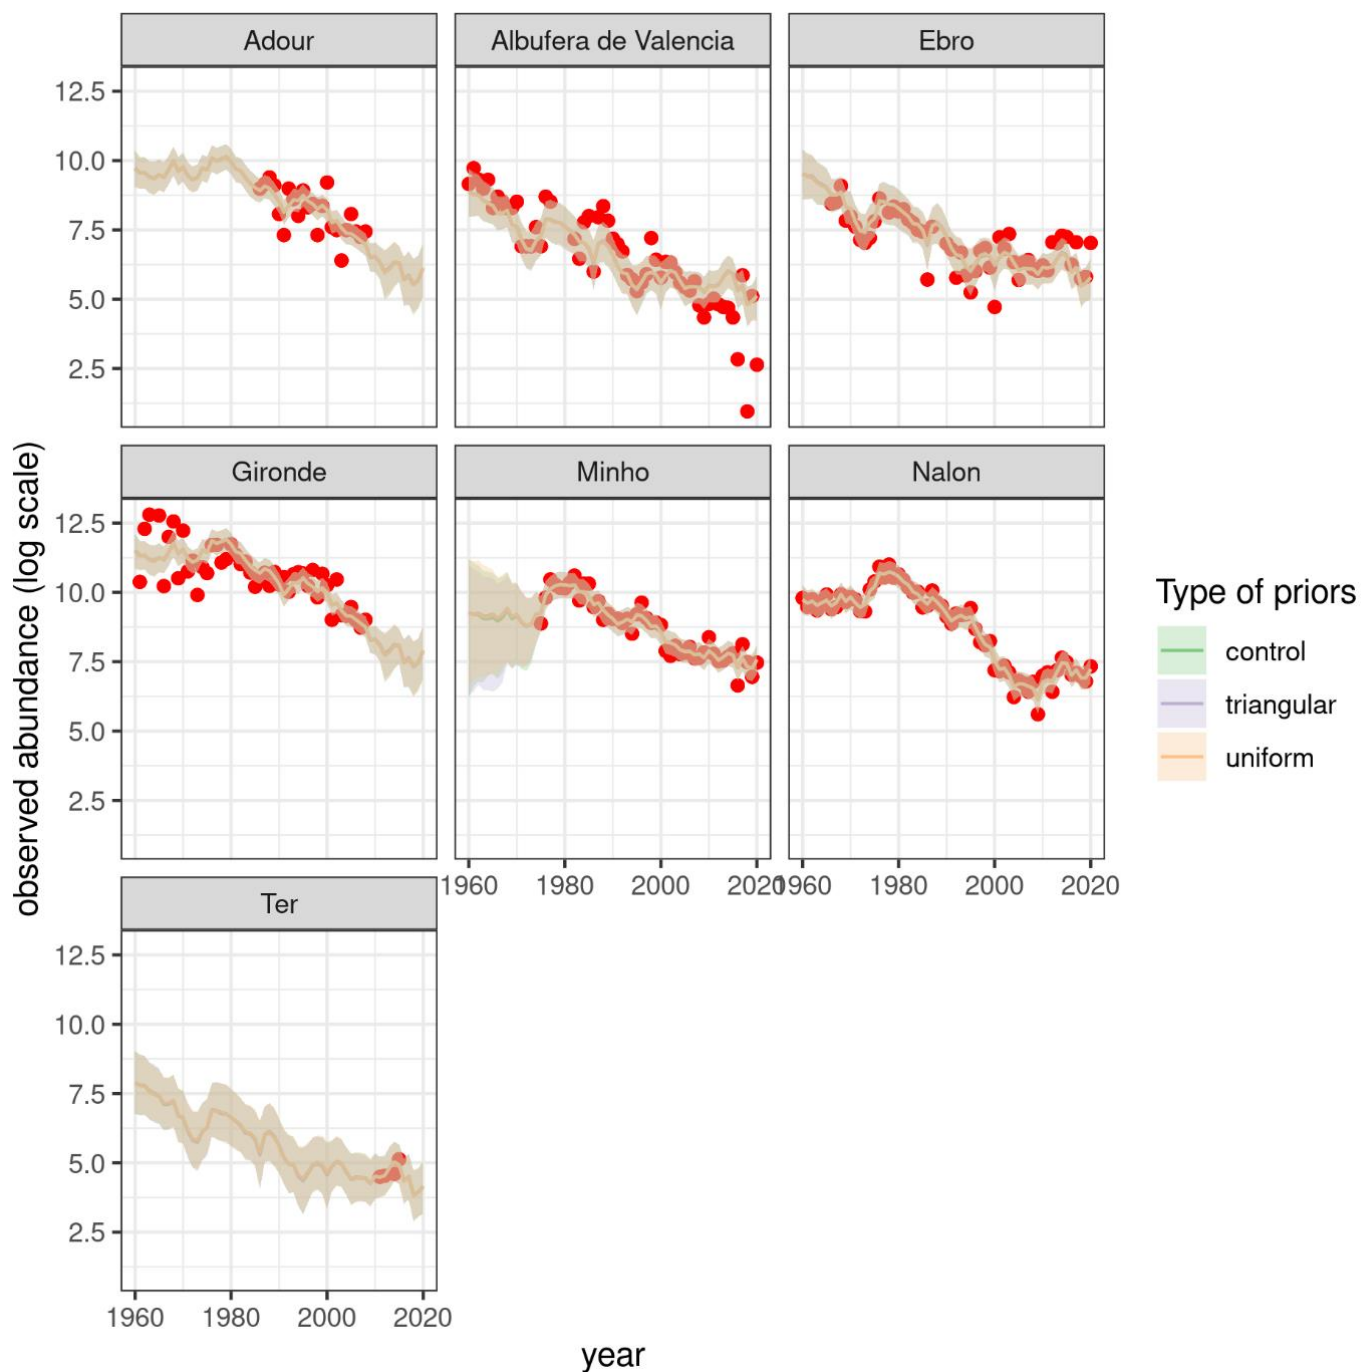 Adour
Albufera de Valencia
Ebro
12.5
10.0
7.5
5.0
2.5
Gironde
Minho
Nalon
12.5
10.0
7.5
5.0
2.5
1960 1980 2000 2020
1960 1980 2000 2020
Ter
12.5
10.0
7.5
5.0
2.5
1960 1980 2000 2020
year
observed abundance (log scale)
Type of priors
control
triangular
uniform